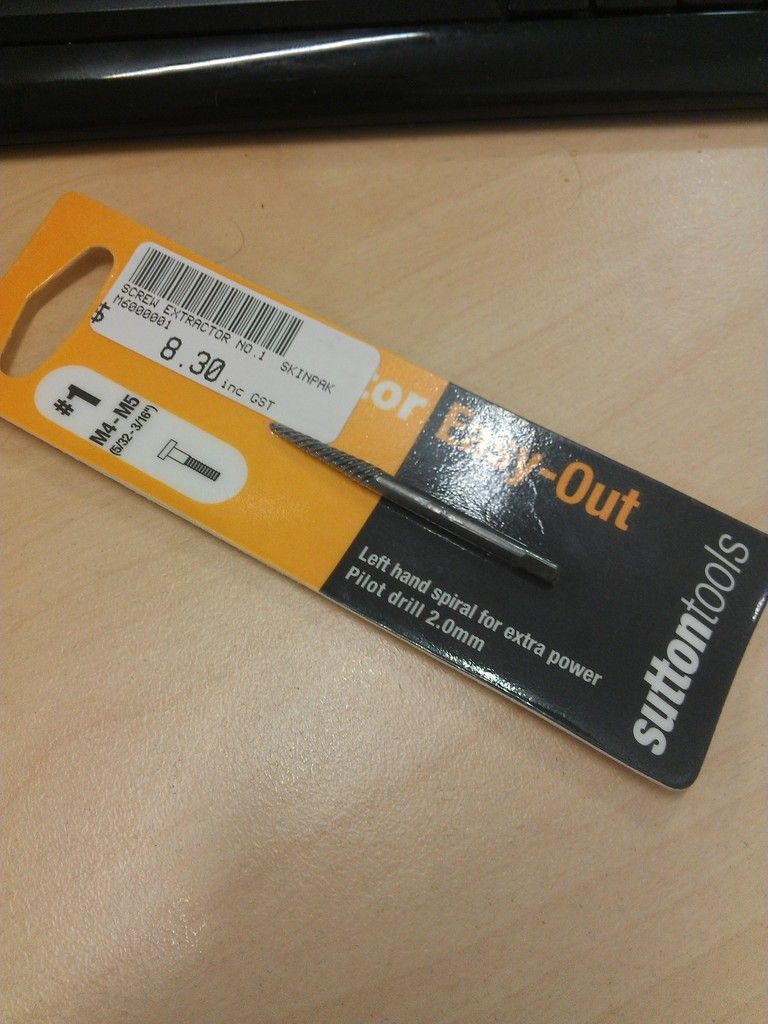 SCREW EXTRACTOR NO.1
M6000001 SKINPAK
$ 8.30 inc GST
#1
M4-M5
(5/32-3/16")
tor Easy-Out
Left hand spiral for extra power
Pilot drill 2.0mm
suttontools